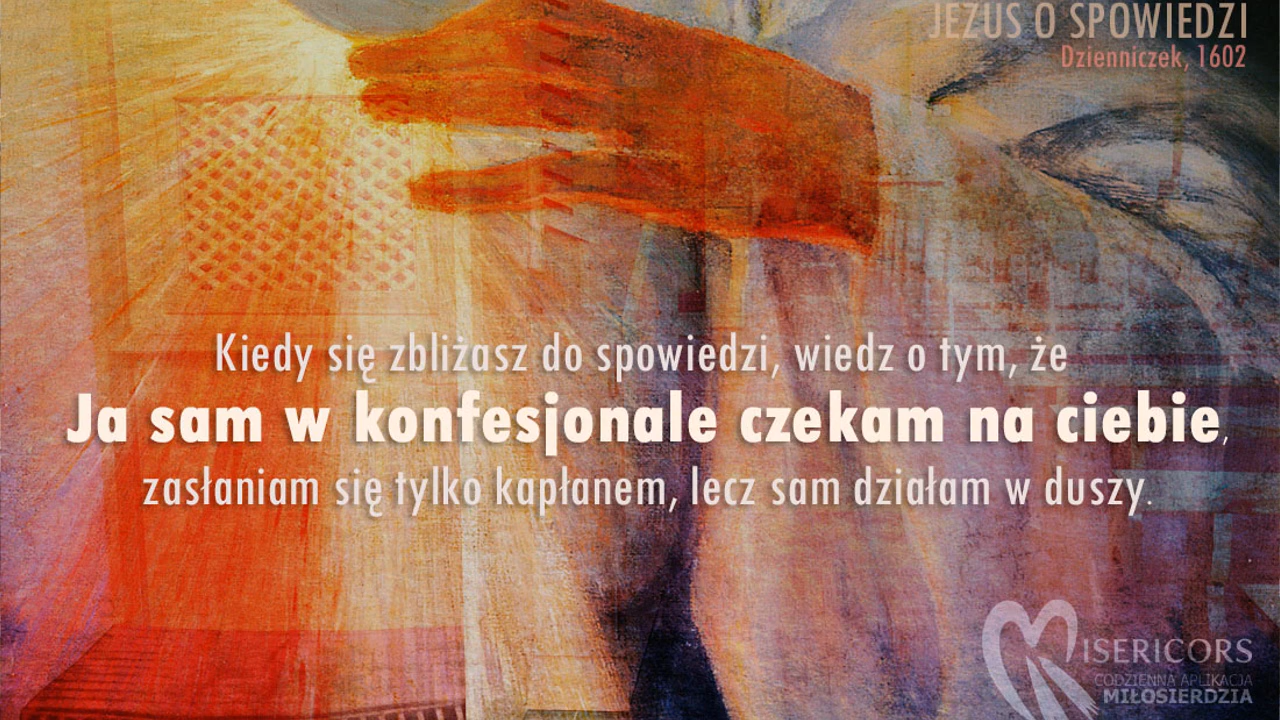 JEZUS O SPOWIEDZI
Dzienniczek, 1602
Kiedy się zbliżasz do spowiedzi, wiedz o tym, że
Ja sam w konfesjonale czekam na ciebie,
zasłaniam się tylko kapłanem, lecz sam działam w duszy.
MISERICORS
CODZIENNA APLIKACJA
MIŁOSIERDZIA